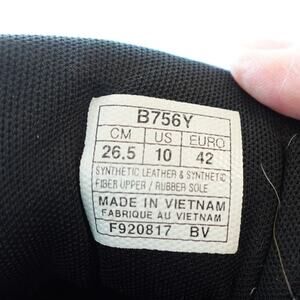 B756Y
CM US EURO
26.5 10 42
SYNTHETIC LEATHER & SYNTHETIC
FIBER UPPER / RUBBER SOLE
MADE IN VIETNAM
FABRIQUE AU VIETNAM
F920817 BV